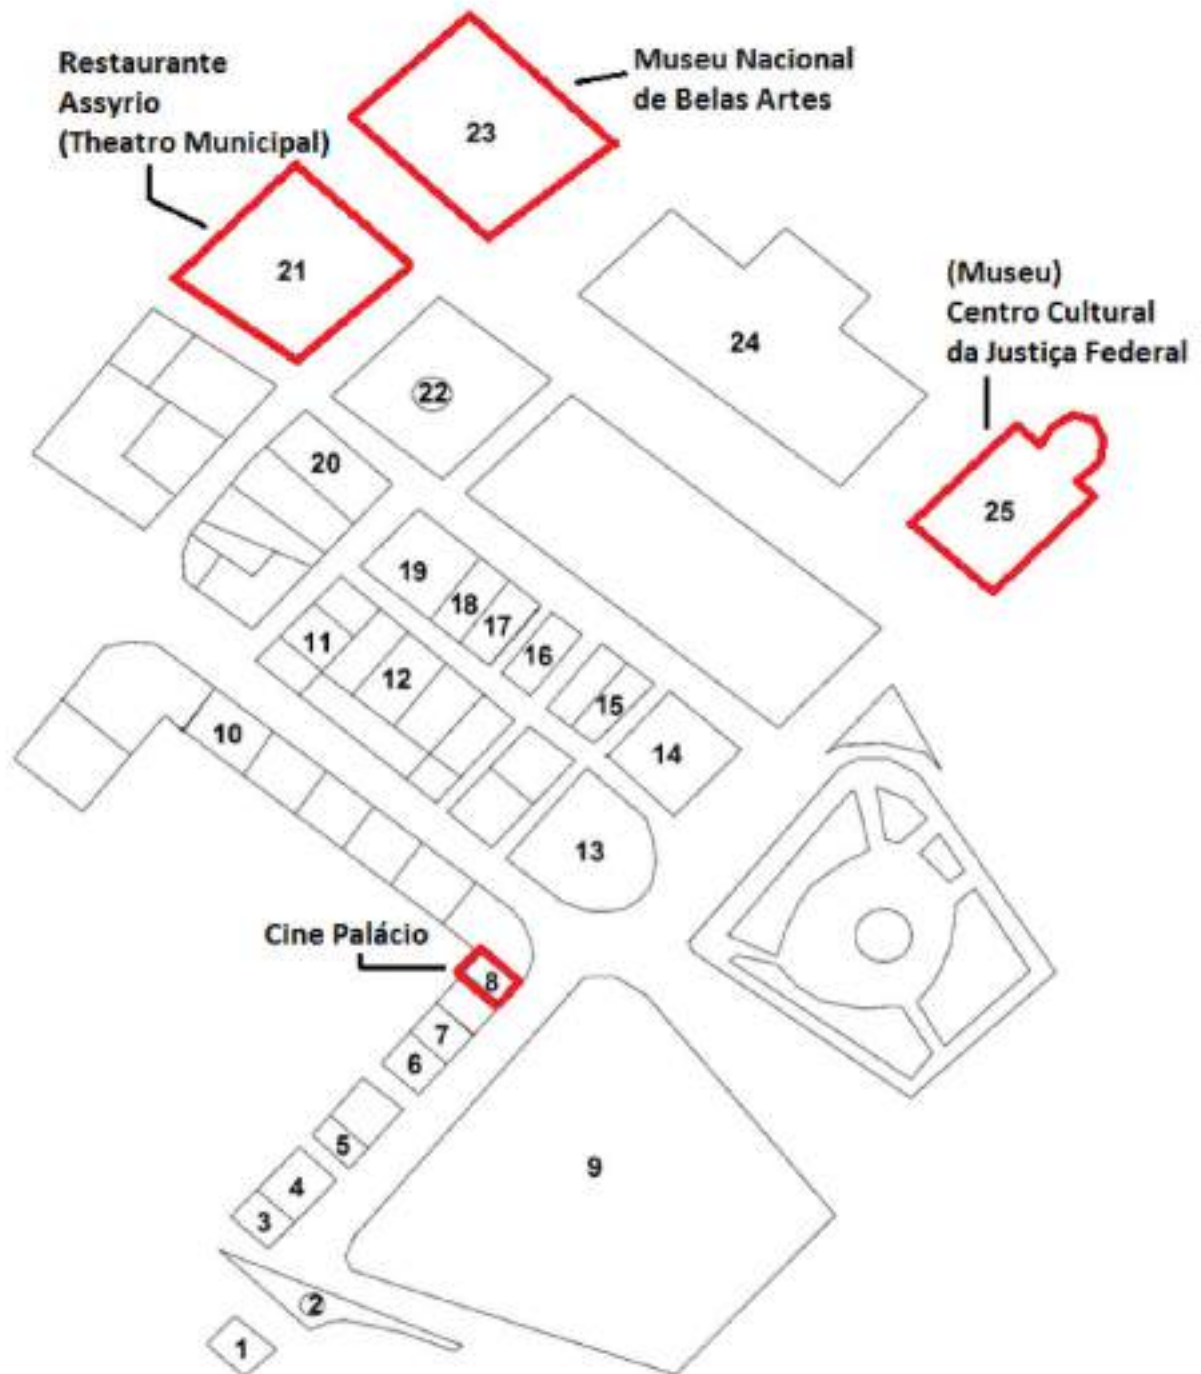 Restaurante
Assyrio
(Theatro Municipal)
Museu Nacional
de Belas Artes
23
21
(Museu)
Centro Cultural
da Justiça Federal
24
22
20
25
19
18
17
16
15
14
11
12
10
13
Cine Palácio
8
7
6
5
4
3
9
2
1